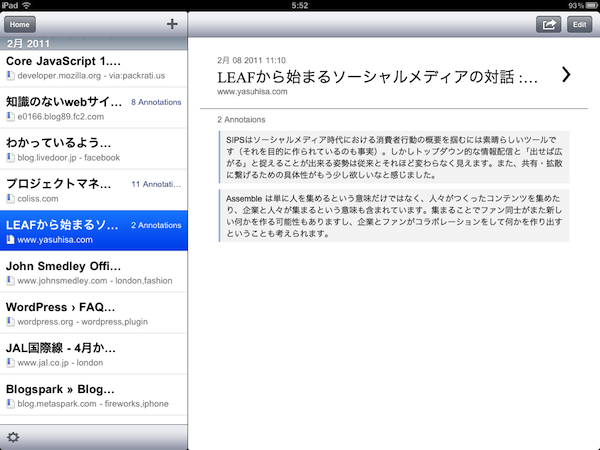 iPad
5:52
93%
Home
Edit
2月 2011
Core JavaScript 1.…
developer.mozilla.org - via:packrati.us
知識のないwebサイ… 8 Annotations
e0166.blog89.fc2.com
わかっているよう…
blog.livedoor.jp - facebook
プロジェクトマネ… 11 Annotati…
coliss.com
LEAFから始まるソ… 2 Annotations
www.yasuhisa.com
John Smedley Offi…
www.johnsmedley.com - london,fashion
WordPress › FAQ…
wordpress.org - wordpress,plugin
JAL国際線 - 4月か…
www.jal.co.jp - london
Blogspark » Blog…
blog.metaspark.com - fireworks,iphone
2月 08 2011 11:10
LEAFから始まるソーシャルメディアの対話 :…
www.yasuhisa.com
2 Annotaions
SIPSはソーシャルメディア時代における消費者行動の概要を掴むには素晴らしいツールで
す（それを目的に作られているのも事実）。しかしトップダウン的な情報配信と「出せば広
がる」と捉えることが出来る姿勢は従来とそれほど変わらなく見えます。また、共有・拡散
に繋げるための具体性がもう少し欲しいなと感じました。
Assemble は単に人を集めるという意味だけではなく、人々がつくったコンテンツを集めた
り、企業と人々が集まるという意味も含まれています。集まることでファン同士がまた新し
い何かを作る可能性もありますし、企業とファンがコラボレーションをして何かを作り出す
ということも考えられます。